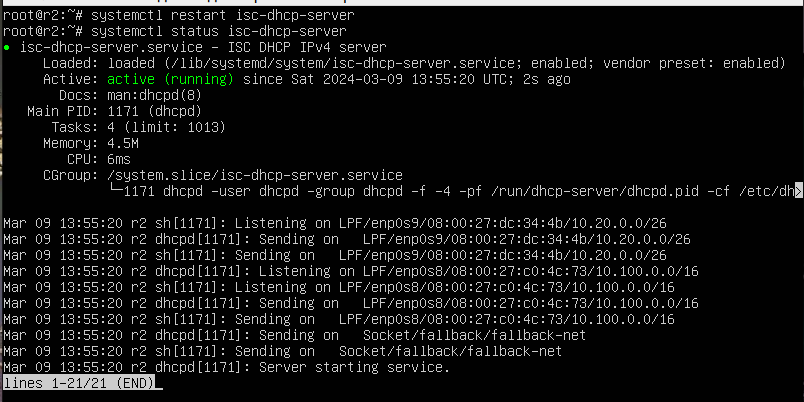 root@r2:~# systemctl restart isc-dhcp-server
root@r2:~# systemctl status isc-dhcp-server
● isc-dhcp-server.service - ISC DHCP IPv4 server
Loaded: loaded (/lib/systemd/system/isc-dhcp-server.service; enabled; vendor preset: enabled)
Active: active (running) since Sat 2024-03-09 13:55:20 UTC; 2s ago
Docs: man:dhcpd(8)
Main PID: 1171 (dhcpd)
Tasks: 4 (limit: 1013)
Memory: 4.5M
CPU: 6ms
CGroup: /system.slice/isc-dhcp-server.service
└─1171 dhcpd -user dhcpd -group dhcpd -f -4 -pf /run/dhcp-server/dhcpd.pid -cf /etc/dh>
Mar 09 13:55:20 r2 sh[1171]: Listening on LPF/enp0s9/08:00:27:dc:34:4b/10.20.0.0/26
Mar 09 13:55:20 r2 dhcpd[1171]: Sending on   LPF/enp0s9/08:00:27:dc:34:4b/10.20.0.0/26
Mar 09 13:55:20 r2 sh[1171]: Sending on   LPF/enp0s9/08:00:27:dc:34:4b/10.20.0.0/26
Mar 09 13:55:20 r2 dhcpd[1171]: Listening on LPF/enp0s8/08:00:27:c0:4c:73/10.100.0.0/16
Mar 09 13:55:20 r2 sh[1171]: Listening on LPF/enp0s8/08:00:27:c0:4c:73/10.100.0.0/16
Mar 09 13:55:20 r2 dhcpd[1171]: Sending on   LPF/enp0s8/08:00:27:c0:4c:73/10.100.0.0/16
Mar 09 13:55:20 r2 sh[1171]: Sending on   LPF/enp0s8/08:00:27:c0:4c:73/10.100.0.0/16
Mar 09 13:55:20 r2 dhcpd[1171]: Sending on   Socket/fallback/fallback-net
Mar 09 13:55:20 r2 sh[1171]: Sending on   Socket/fallback/fallback-net
Mar 09 13:55:20 r2 dhcpd[1171]: Server starting service.
lines 1-21/21 (END)